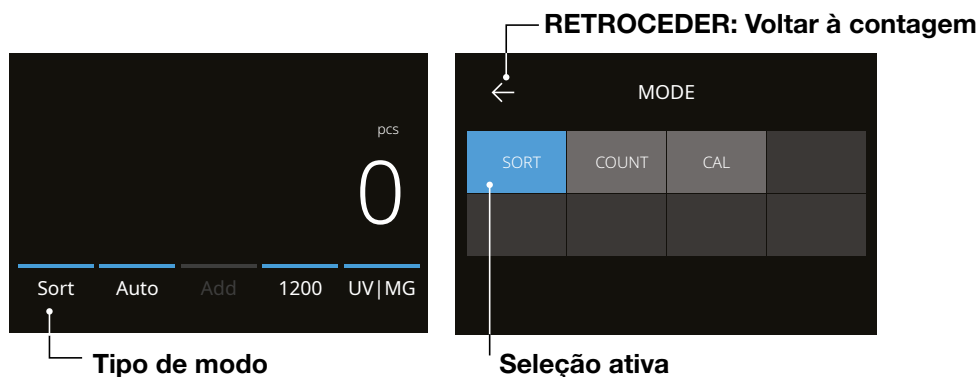 RETROCEDER: Voltar à contagem
pcs
0
Sort Auto Add 1200 UV|MG
Tipo de modo
MODE
SORT COUNT CAL
Seleção ativa